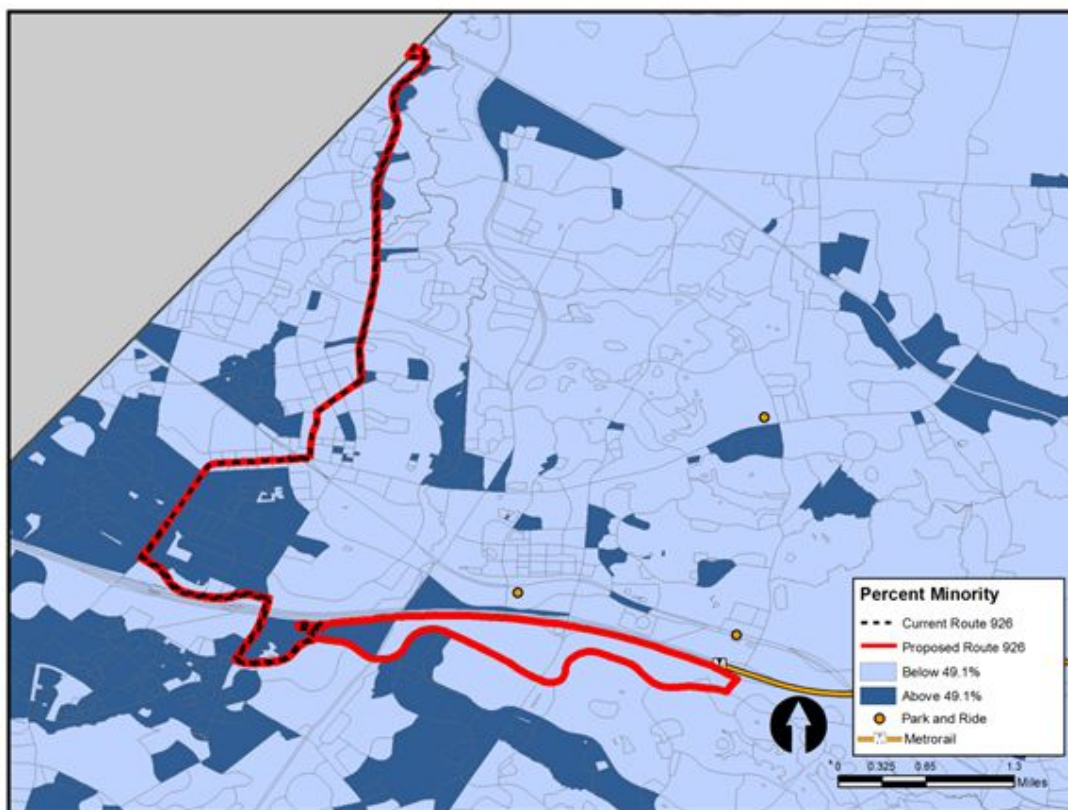 Percent Minority
Current Route 926
Proposed Route 926
Below 49.1%
Above 49.1%
Park and Ride
M Metrorail
M
0 0.325 0.65 1.3
Miles